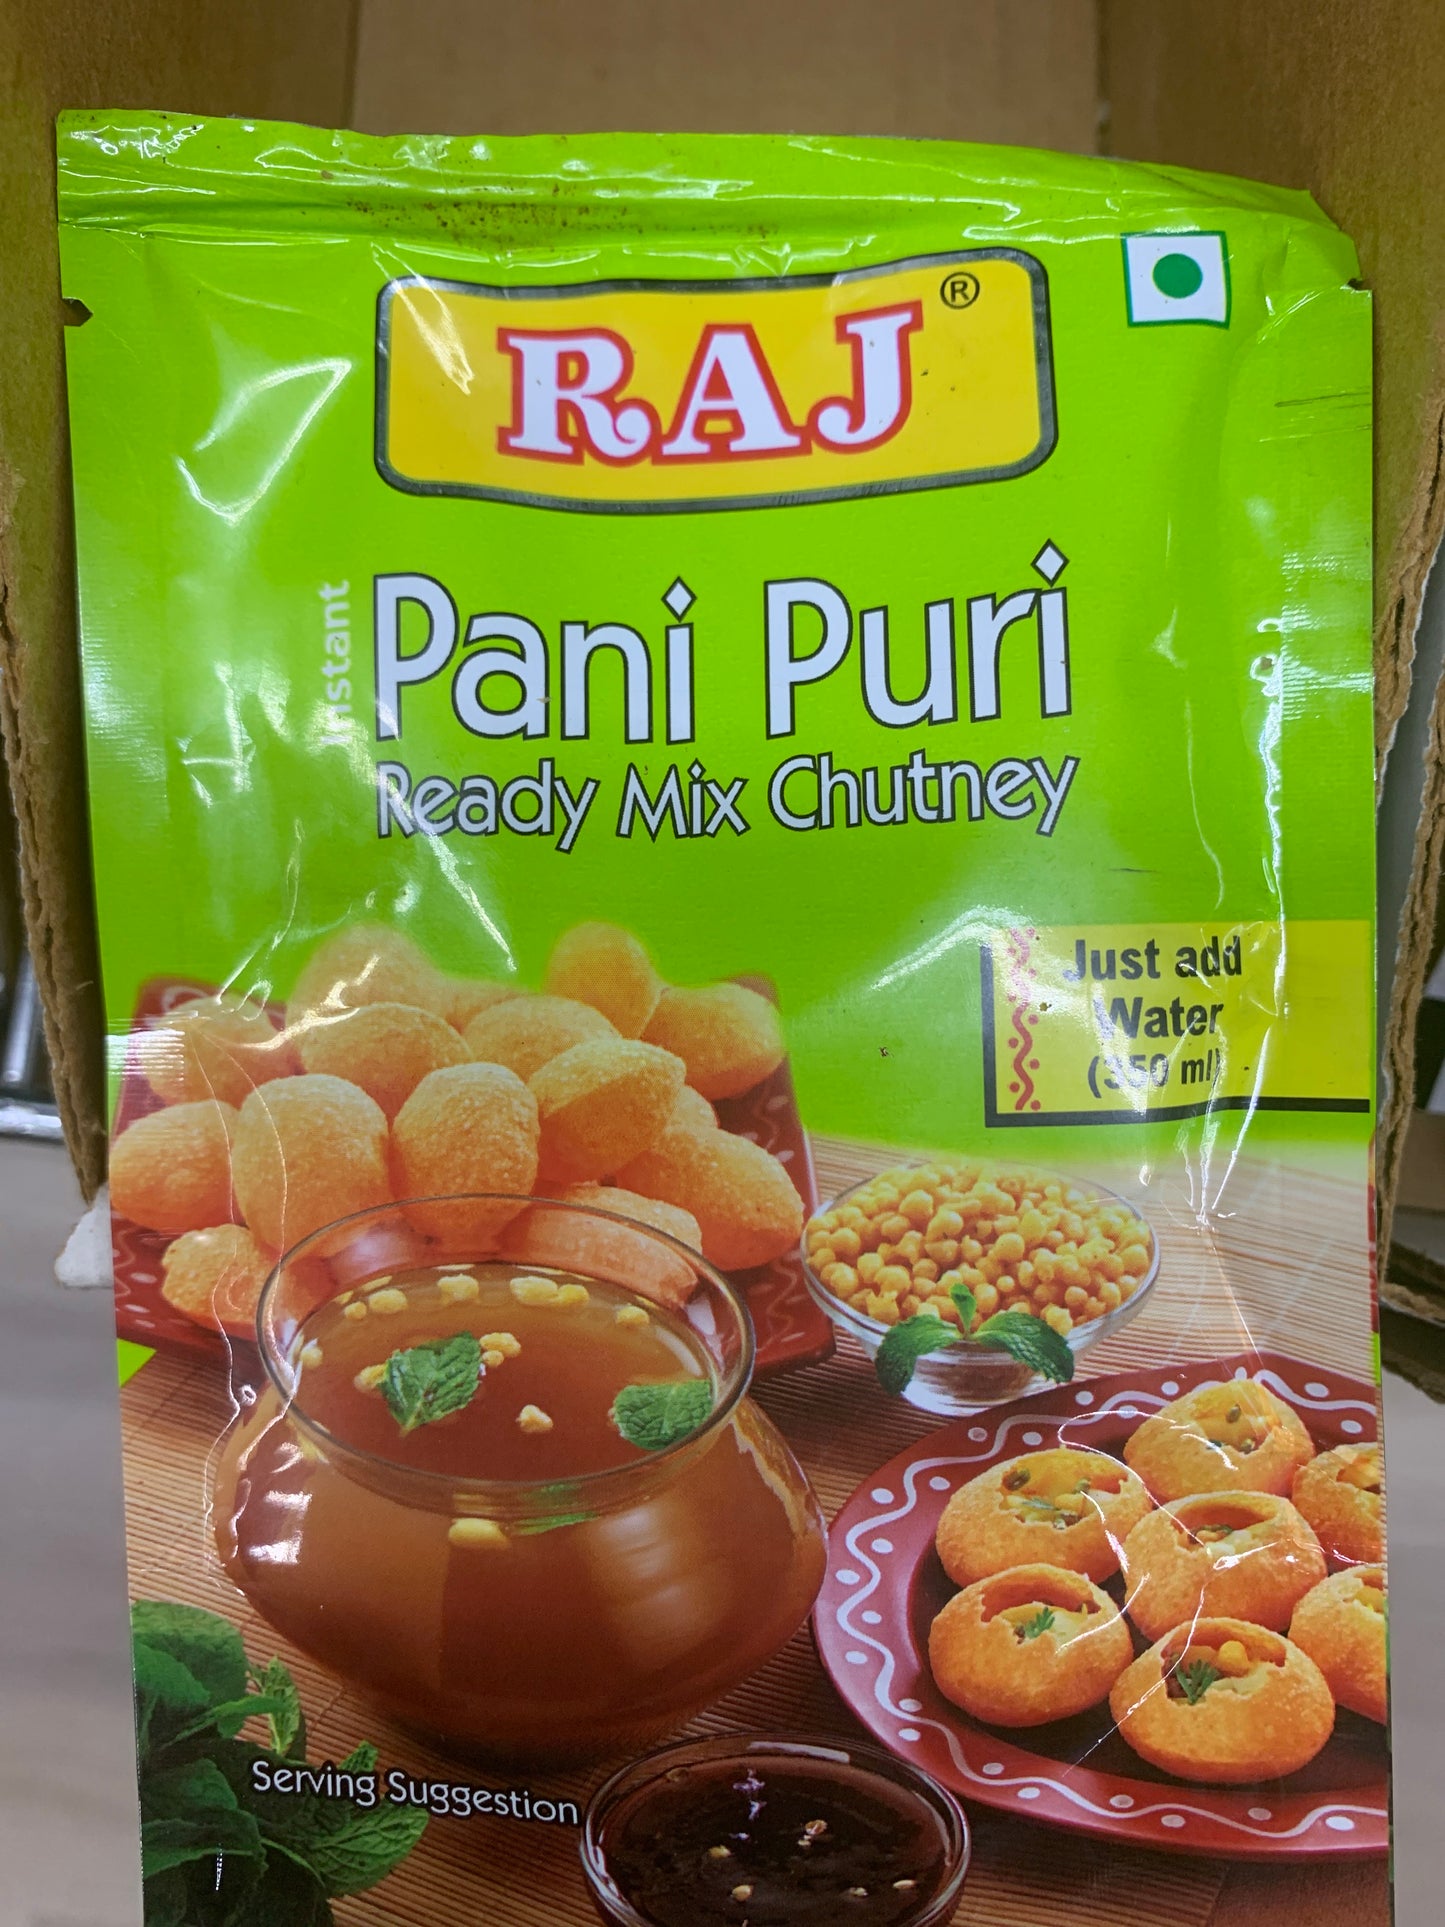 RAJ®
Instant
Pani Puri
Ready Mix Chutney
Just add
Water
(350 ml)
Serving Suggestion